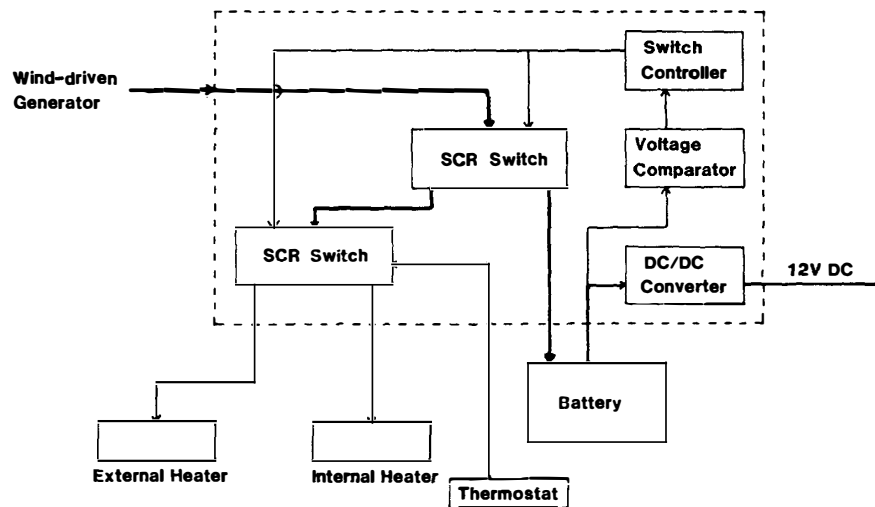 Wind-driven
Generator
Switch
Controller
SCR Switch
Voltage
Comparator
SCR Switch
DC/DC
Converter
12V DC
Battery
External Heater
Internal Heater
Thermostat